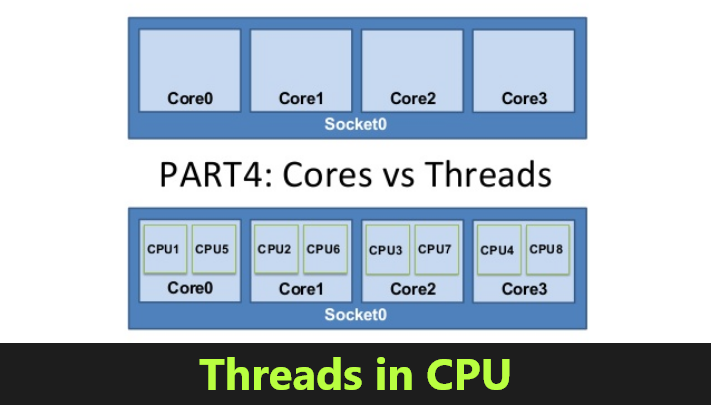 Core0 Core1 Core2 Core3
Socket0
PART4: Cores vs Threads
CPU1 CPU5 CPU2 CPU6 CPU3 CPU7 CPU4 CPU8
Core0 Core1 Core2 Core3
Socket0
Threads in CPU